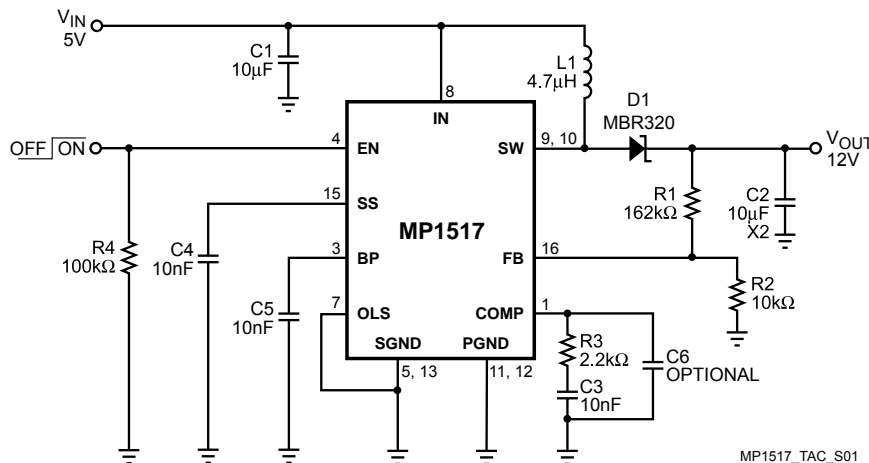 VIN
5V
C1
10μF
L1
4.7μH
8
IN
D1
MBR320
OFF ON
4
EN
SW
9, 10
VOUT
12V
15
SS
R1
162kΩ
C2
10μF
X2
MP1517
R4
100kΩ
C4
10nF
3
BP
FB
16
R2
10kΩ
C5
10nF
7
OLS
COMP
1
SGND
PGND
R3
2.2kΩ
C6
OPTIONAL
5, 13
11, 12
C3
10nF
MP1517_TAC_S01